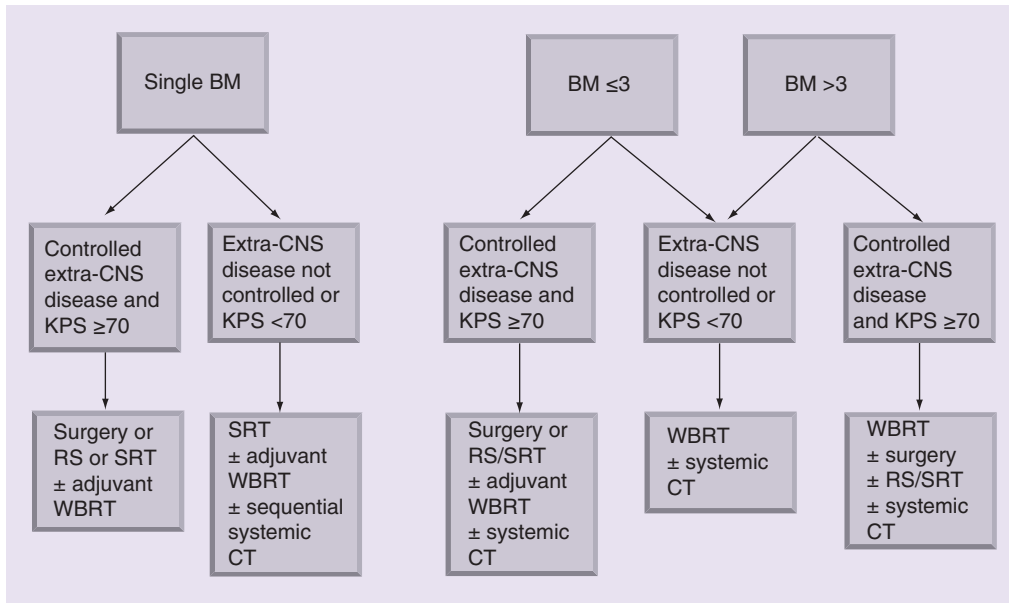 Single BM
BM ≤3
BM >3
Controlled
extra-CNS
disease and
KPS ≥70
Extra-CNS
disease not
controlled or
KPS <70
Controlled
extra-CNS
disease and
KPS ≥70
Extra-CNS
disease not
controlled or
KPS <70
Controlled
extra-CNS
disease
and KPS ≥70
Surgery or
RS or SRT
± adjuvant
WBRT
SRT
± adjuvant
WBRT
± sequential
systemic
CT
Surgery or
RS/SRT
± adjuvant
WBRT
± systemic
CT
WBRT
± systemic
CT
WBRT
± surgery
± RS/SRT
± systemic
CT